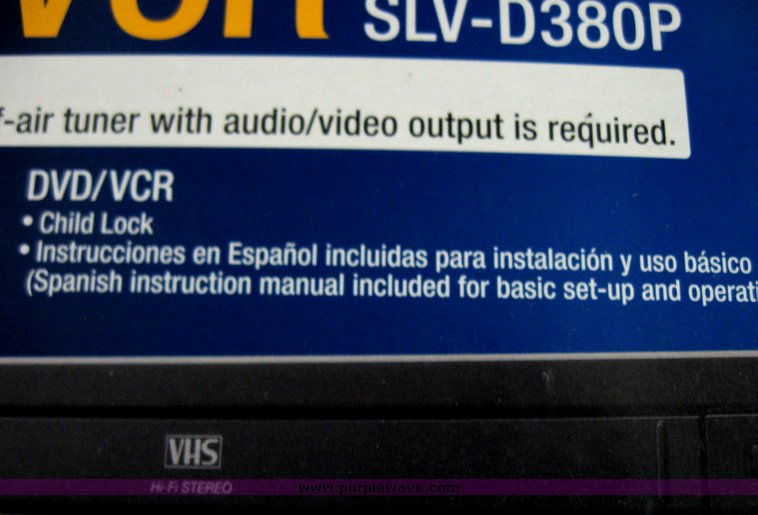 VCR SLV-D380P
f-air tuner with audio/video output is required.
DVD/VCR
• Child Lock
• Instrucciones en Español incluidas para instalación y uso básico
(Spanish instruction manual included for basic set-up and operati
VHS
Hi-Fi STEREO
www.purplewave.com